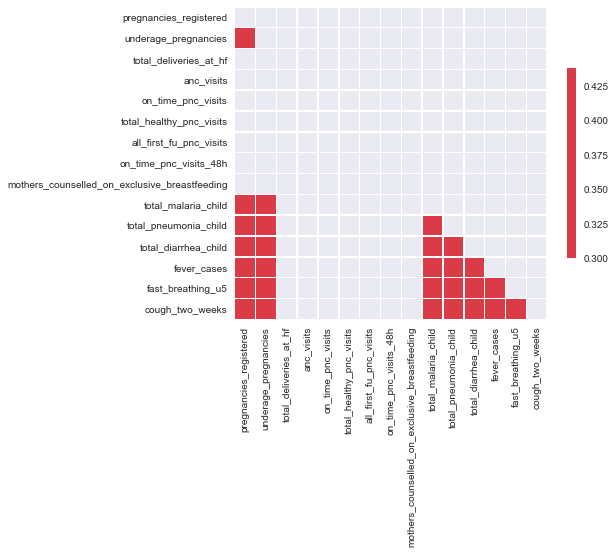 pregnancies_registered
underage_pregnancies
total_deliveries_at_hf
anc_visits
on_time_pnc_visits
total_healthy_pnc_visits
all_first_fu_pnc_visits
on_time_pnc_visits_48h
mothers_counselled_on_exclusive_breastfeeding
total_malaria_child
total_pneumonia_child
total_diarrhea_child
fever_cases
fast_breathing_u5
cough_two_weeks
pregnancies_registered
underage_pregnancies
total_deliveries_at_hf
anc_visits
on_time_pnc_visits
total_healthy_pnc_visits
all_first_fu_pnc_visits
on_time_pnc_visits_48h
mothers_counselled_on_exclusive_breastfeeding
total_malaria_child
total_pneumonia_child
total_diarrhea_child
fever_cases
fast_breathing_u5
cough_two_weeks
0.425
0.400
0.375
0.350
0.325
0.300